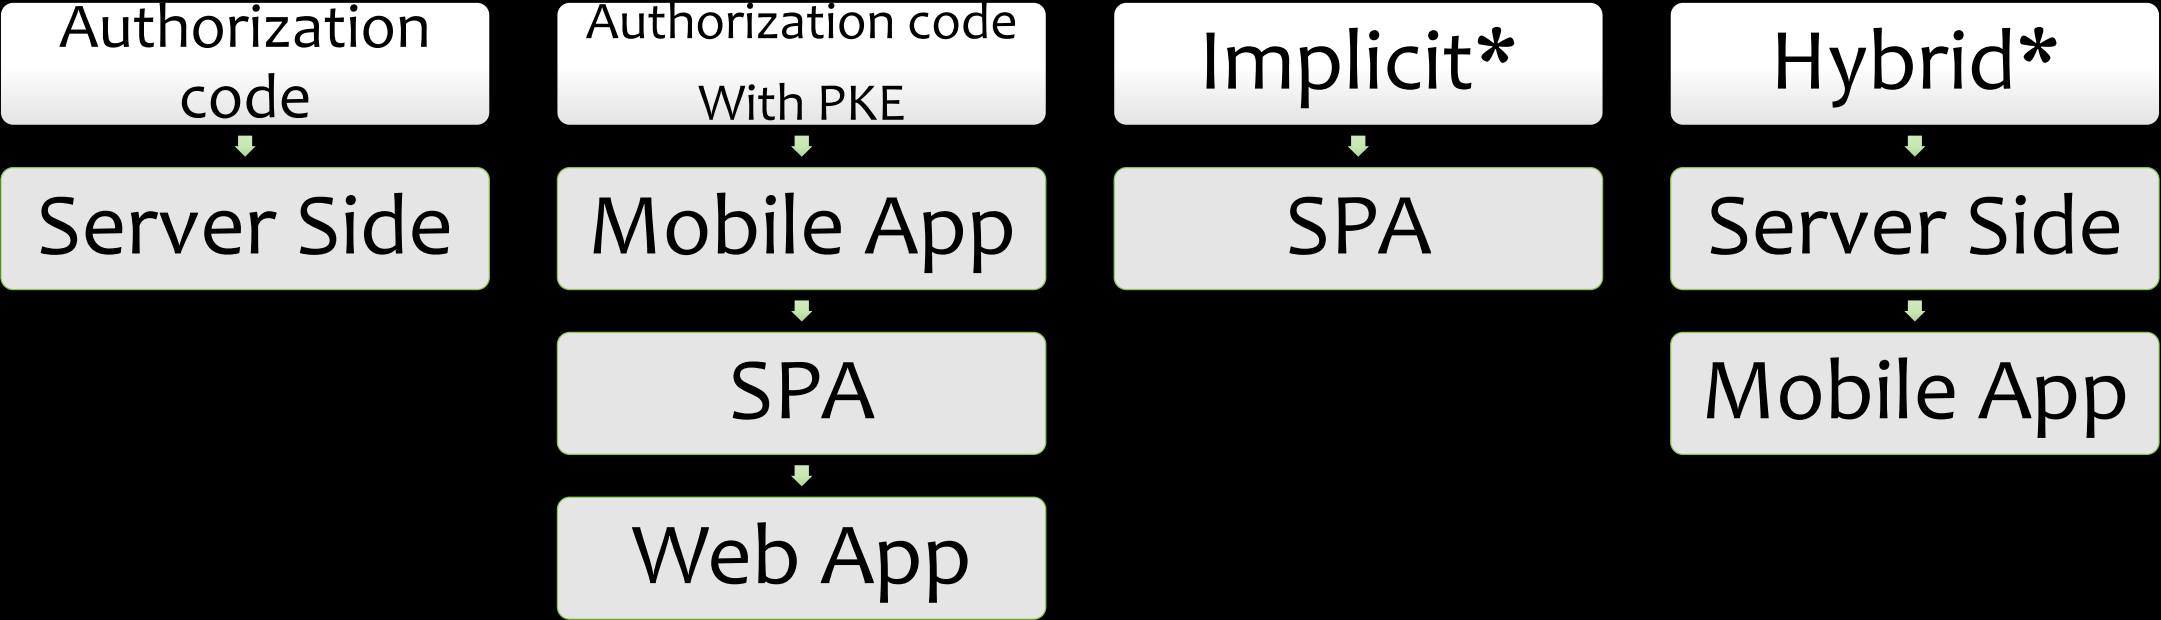 Authorization
code
Server Side
Authorization code
With PKE
Mobile App
SPA
Web App
Implicit*
SPA
Hybrid*
Server Side
Mobile App